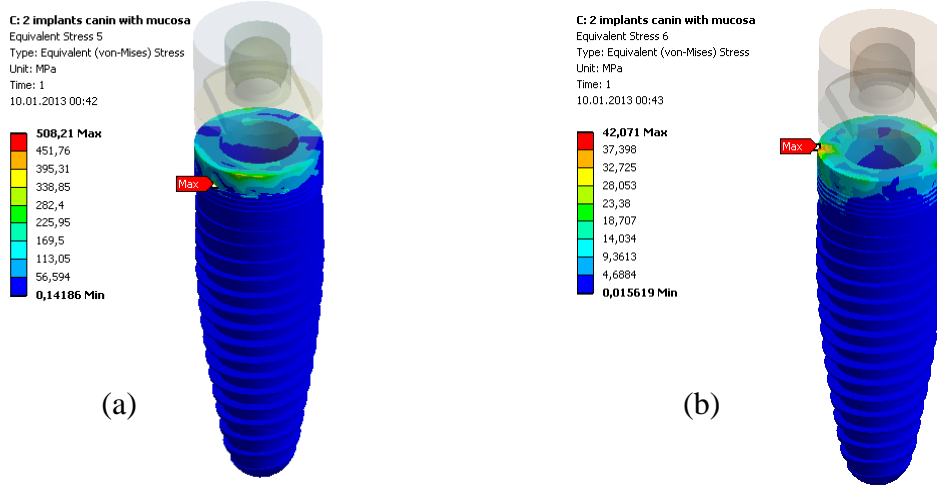 C: 2 implants canin with mucosa
Equivalent Stress 5
Type: Equivalent (von-Mises) Stress
Unit: MPa
Time: 1
10.01.2013 00:42
508,21 Max
451,76
395,31
338,85
282,4
225,95
169,5
113,05
56,594
0,14186 Min
Max
(a)
C: 2 implants canin with mucosa
Equivalent Stress 6
Type: Equivalent (von-Mises) Stress
Unit: MPa
Time: 1
10.01.2013 00:43
42,071 Max
37,398
32,725
28,053
23,38
18,707
14,034
9,3613
4,6884
0,015619 Min
Max
(b)